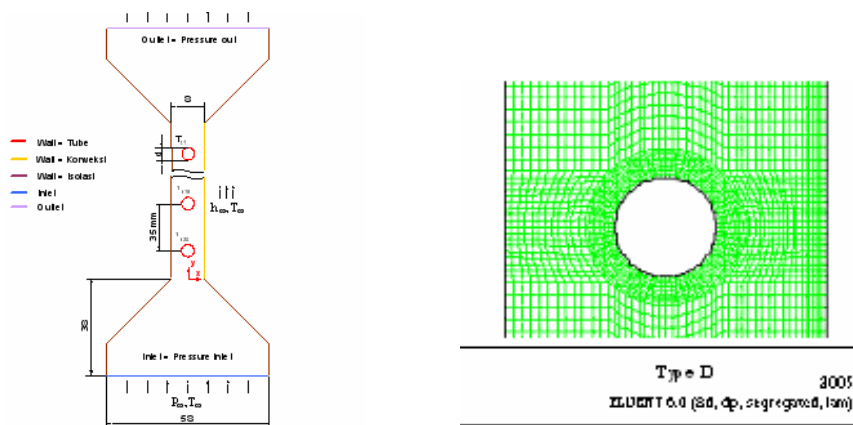 Outlet = Pressure out
S
Wall = Tube
Wall = Konveksi
Wall = Isolasi
Inlet
Outlet
d
35mm
h∞,T∞
y
x
38
Inlet = Pressure Inlet
P∞,T∞
58
Type D
2005
FLUENT 6.0 (2d, dp, segregated, lam)